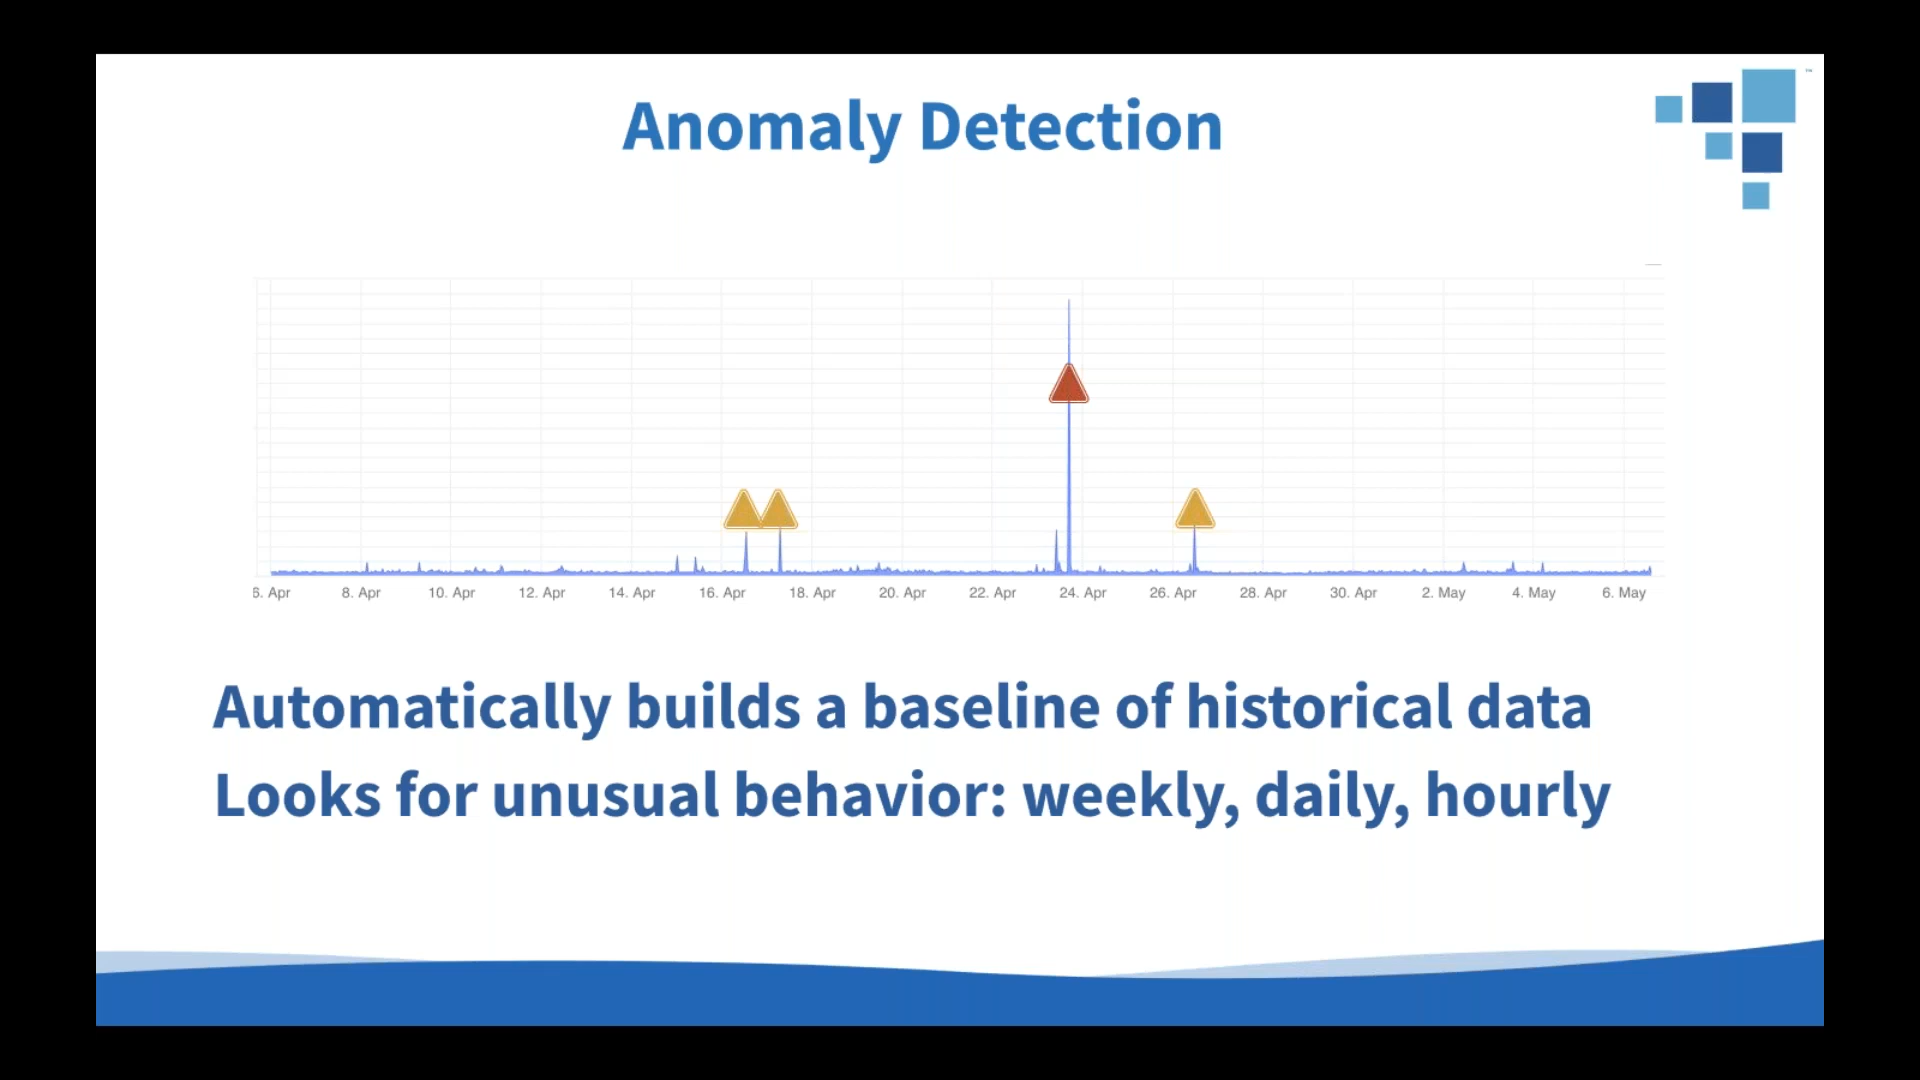 Anomaly Detection
6. Apr 8. Apr 10. Apr 12. Apr 14. Apr 16. Apr 18. Apr 20. Apr 22. Apr 24. Apr 26. Apr 28. Apr 30. Apr 2. May 4. May 6. May
Automatically builds a baseline of historical data
Looks for unusual behavior: weekly, daily, hourly